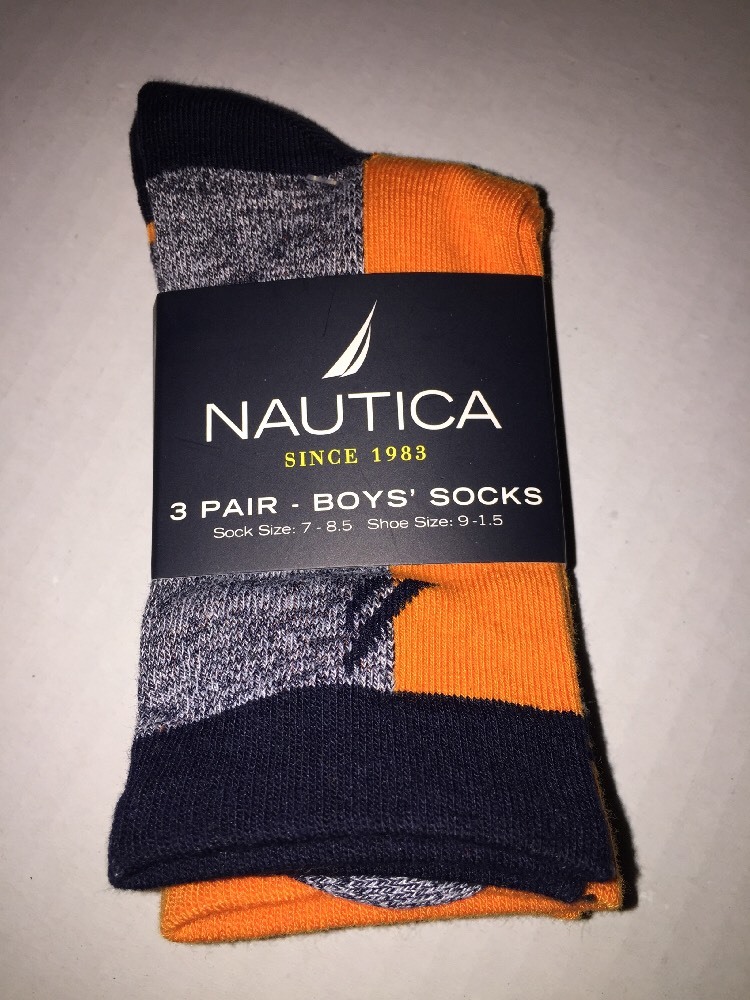 NAUTICA
SINCE 1983
3 PAIR - BOYS' SOCKS
Sock Size: 7 - 8.5 Shoe Size: 9 -1.5